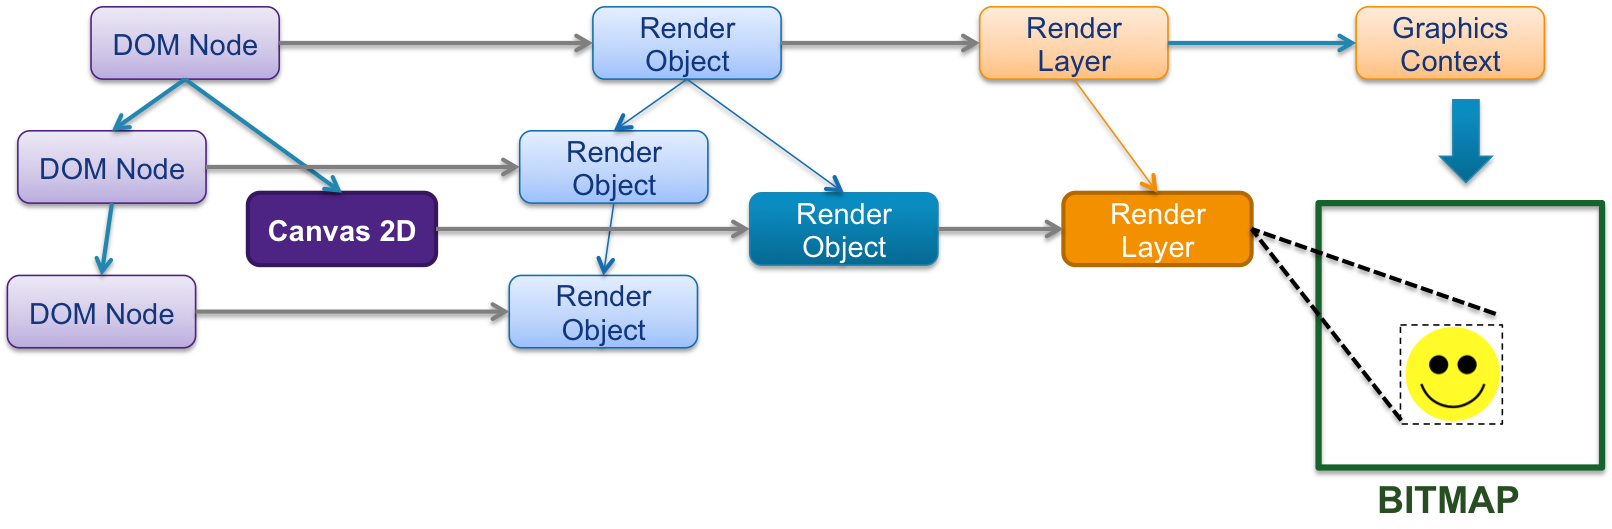 DOM Node
Render
Object
Render
Layer
Graphics
Context
DOM Node
Render
Object
Canvas 2D
Render
Object
Render
Layer
DOM Node
Render
Object
BITMAP